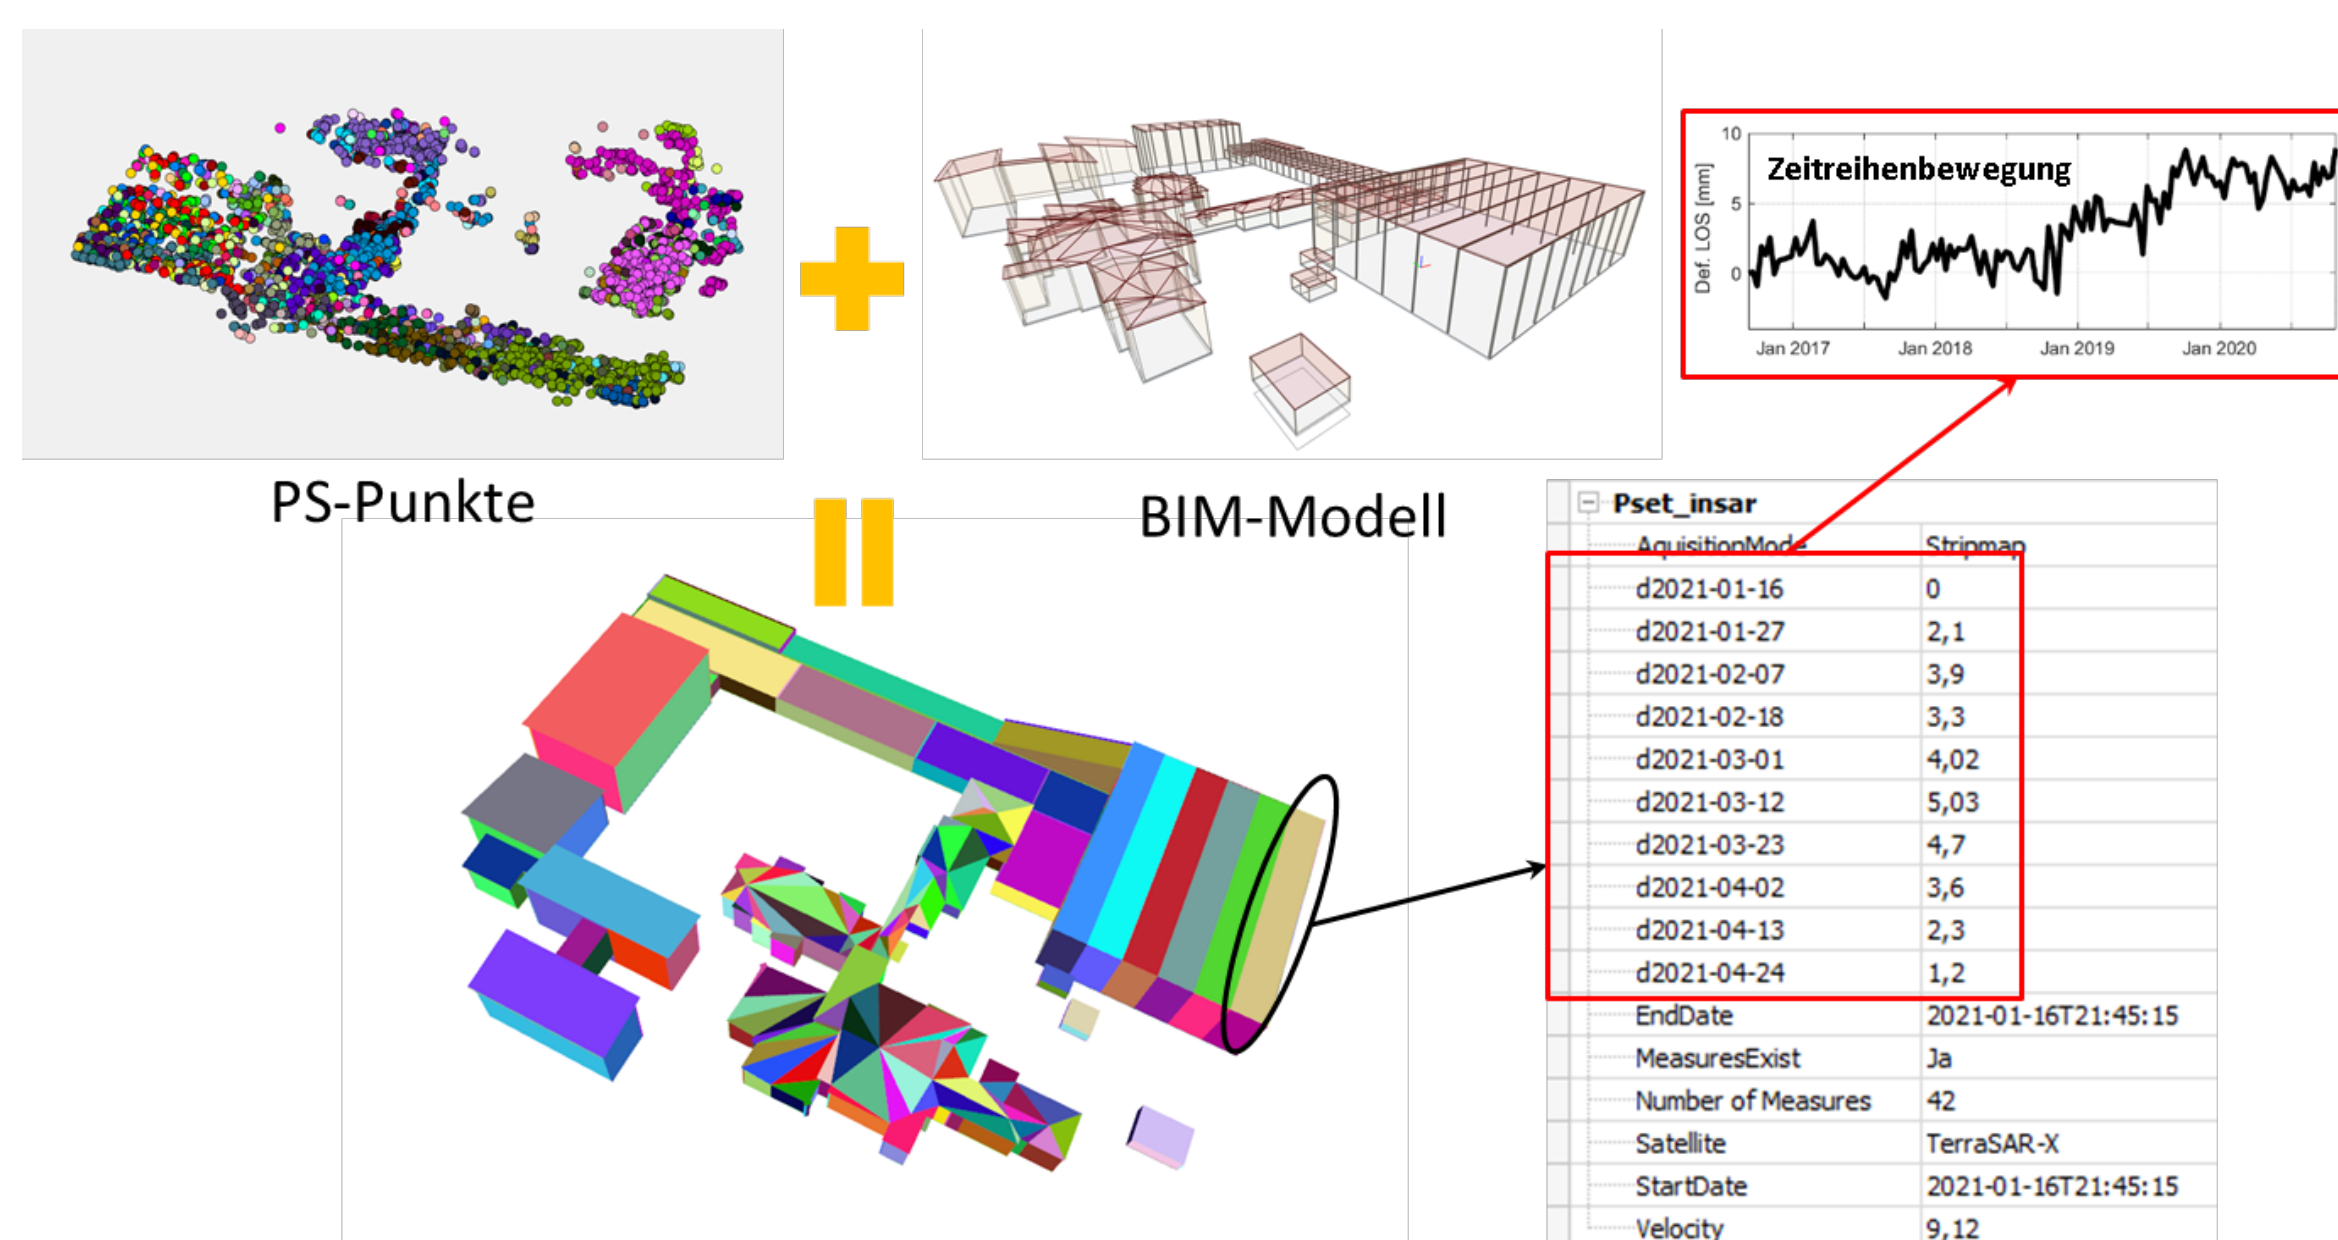 PS-Punkte
BIM-Modell
Zeitreihenbewegung
Def. LOS [mm]
10
5
0
Jan 2017 Jan 2018 Jan 2019 Jan 2020
Pset_insar
AquisitionMode Stripmap
d2021-01-16 0
d2021-01-27 2,1
d2021-02-07 3,9
d2021-02-18 3,3
d2021-03-01 4,02
d2021-03-12 5,03
d2021-03-23 4,7
d2021-04-02 3,6
d2021-04-13 2,3
d2021-04-24 1,2
EndDate 2021-01-16T21:45:15
MeasuresExist Ja
Number of Measures 42
Satellite TerraSAR-X
StartDate 2021-01-16T21:45:15
Velocity 9,12